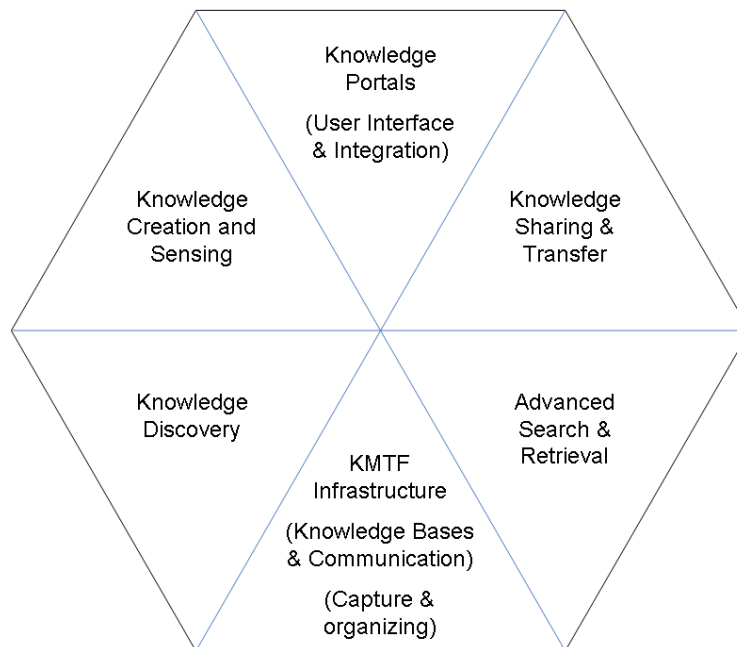 Knowledge
Portals
(User Interface
& Integration)
Knowledge
Creation and
Sensing
Knowledge
Sharing &
Transfer
Knowledge
Discovery
Advanced
Search &
Retrieval
KMTF
Infrastructure
(Knowledge Bases
& Communication)
(Capture &
organizing)